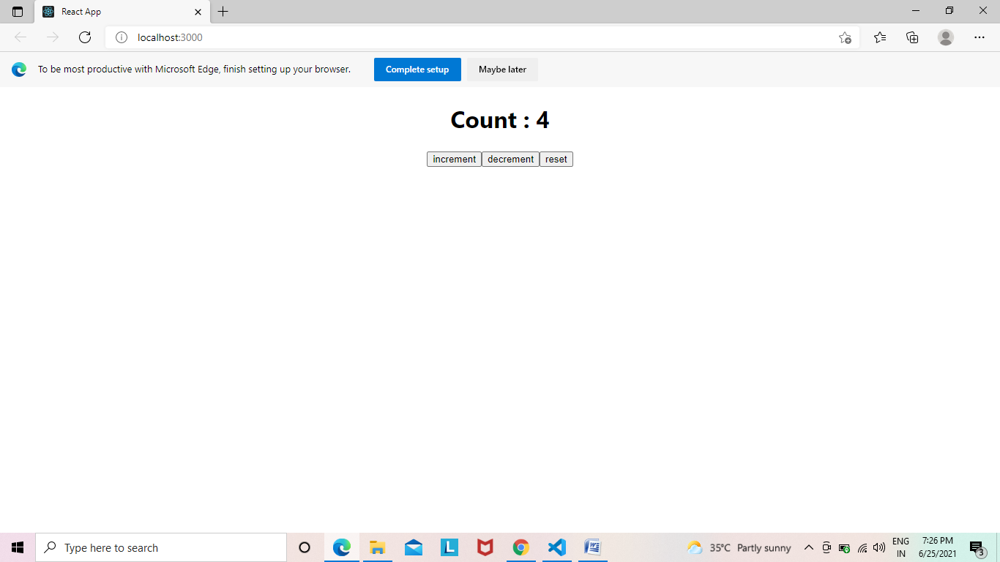 React App
localhost:3000
To be most productive with Microsoft Edge, finish setting up your browser. Complete setup Maybe later
Count : 4
increment decrement reset
Type here to search L W 35°C Partly sunny ENG IN 7:26 PM 6/25/2021 3